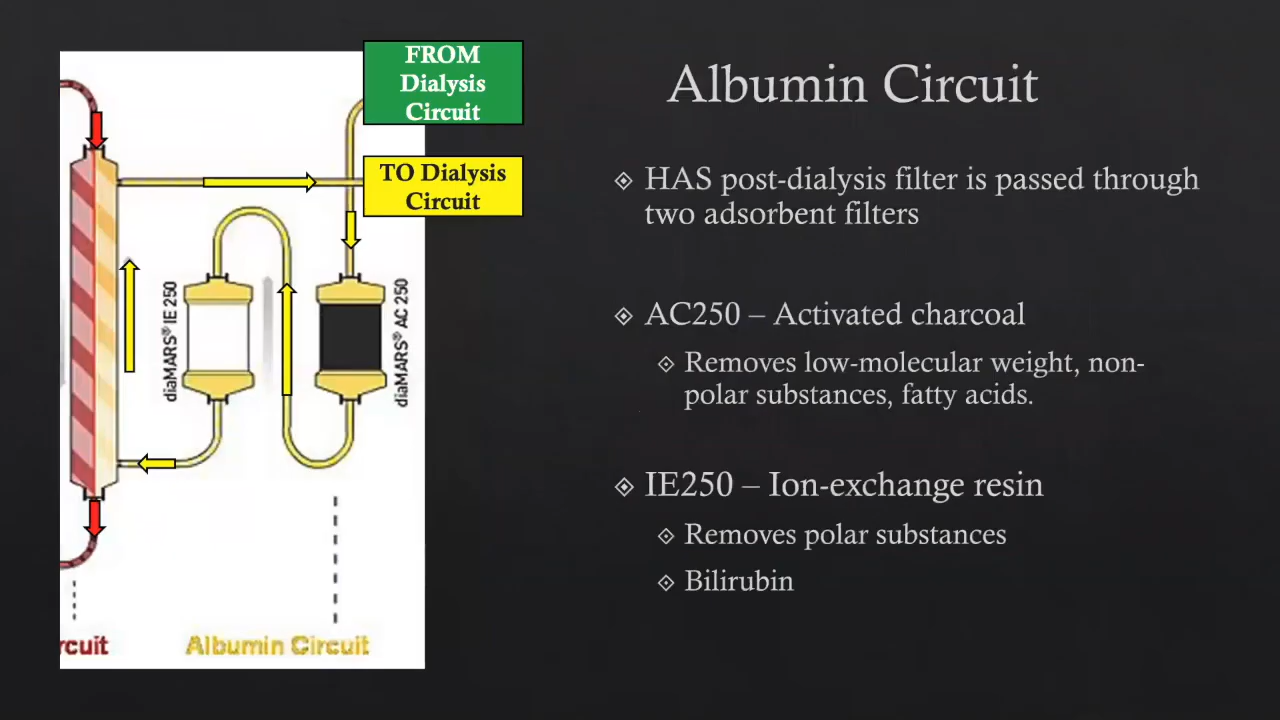 FROM
Dialysis
Circuit
TO Dialysis
Circuit
diaMARS® IE 250
diaMARS® AC 250
rcuit
Albumin Circuit
Albumin Circuit
HAS post-dialysis filter is passed through
two adsorbent filters
AC250 – Activated charcoal
Removes low-molecular weight, non-
polar substances, fatty acids.
IE250 – Ion-exchange resin
Removes polar substances
Bilirubin